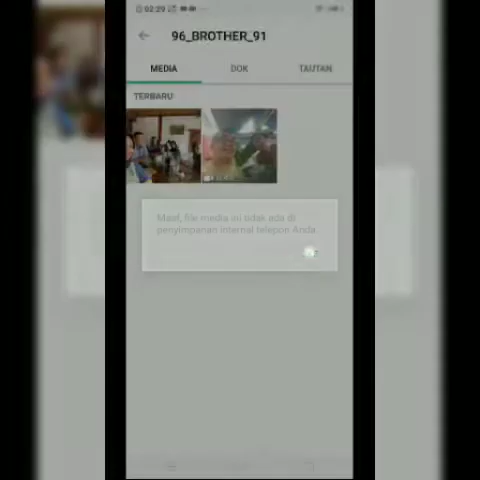 02:29
96_BROTHER_91
MEDIA DOK TAUTAN
TERBARU
Maaf, file media ini tidak ada di
penyimpanan internal telepon Anda